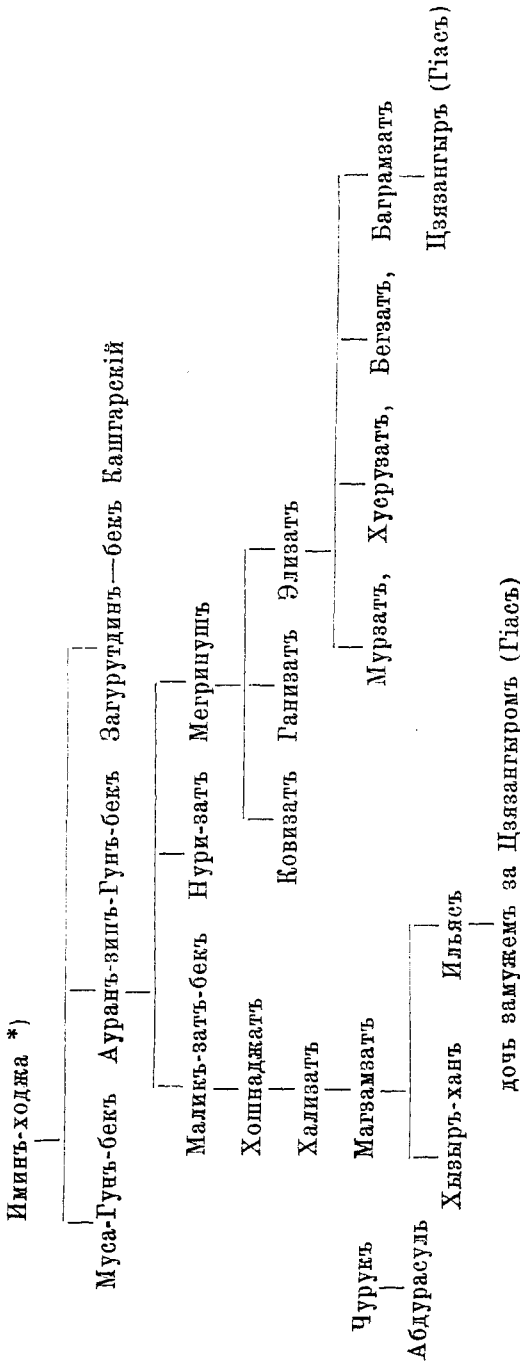 Иминъ-ходжа *)
Муса-Гунъ-бекъ Ауранъ-зипъ-Гунъ-бекъ Загурутдинъ—бекъ Кашгарскій
Маликъ-затъ-бекъ Нури-затъ Мегринушъ
Хошнаджатъ Ковизатъ Ганизатъ Элизатъ
Хализатъ
Чурукъ Магзамзатъ Мурзатъ, Хусрузатъ, Бегзатъ, Баграмзатъ
Абдурасуль Хызыръ-ханъ Ильясъ Цзязангыръ (Гіасъ)
дочь замужемъ за Цзязангыромъ (Гіасъ)